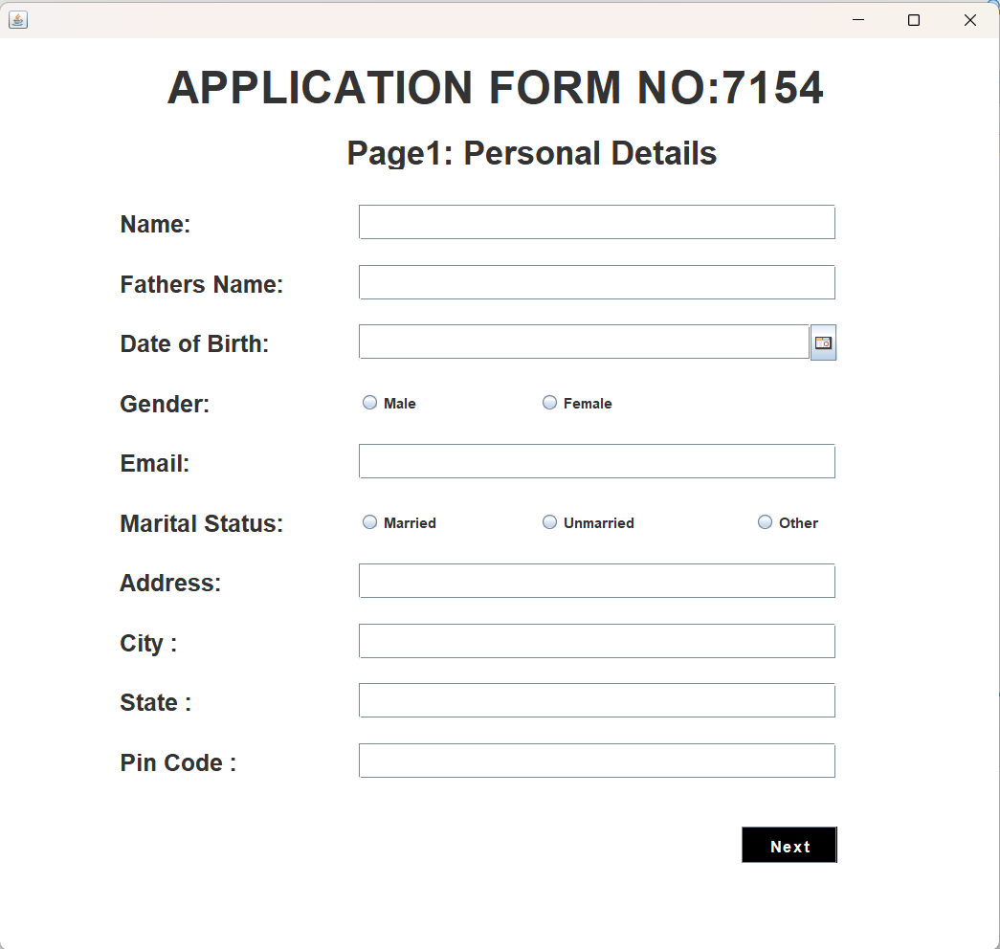 APPLICATION FORM NO:7154
Page1: Personal Details
Name:
Fathers Name:
Date of Birth:
Gender: Male Female
Email:
Marital Status: Married Unmarried Other
Address:
City :
State :
Pin Code :
Next